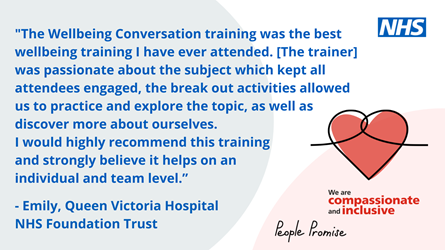 "The Wellbeing Conversation training was the best
wellbeing training I have ever attended. [The trainer]
was passionate about the subject which kept all
attendees engaged, the break out activities allowed
us to practice and explore the topic, as well as
discover more about ourselves.
I would highly recommend this training
and strongly believe it helps on an
individual and team level.”
- Emily, Queen Victoria Hospital
NHS Foundation Trust
NHS
We are
compassionate
and inclusive
People Promise